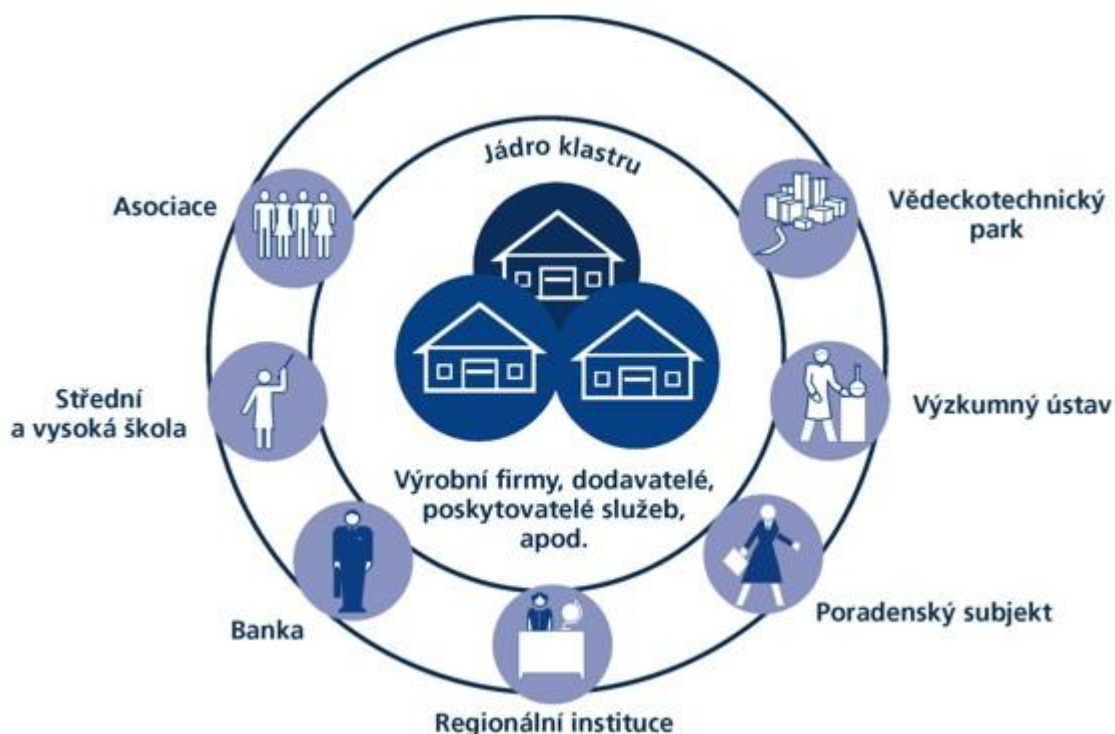 Jádro klastru
Asociace
Vědeckotechnický
park
Střední
a vysoká škola
Výzkumný ústav
Výrobní firmy, dodavatelé,
poskytovatelé služeb,
apod.
Banka
Poradenský subjekt
Regionální instituce